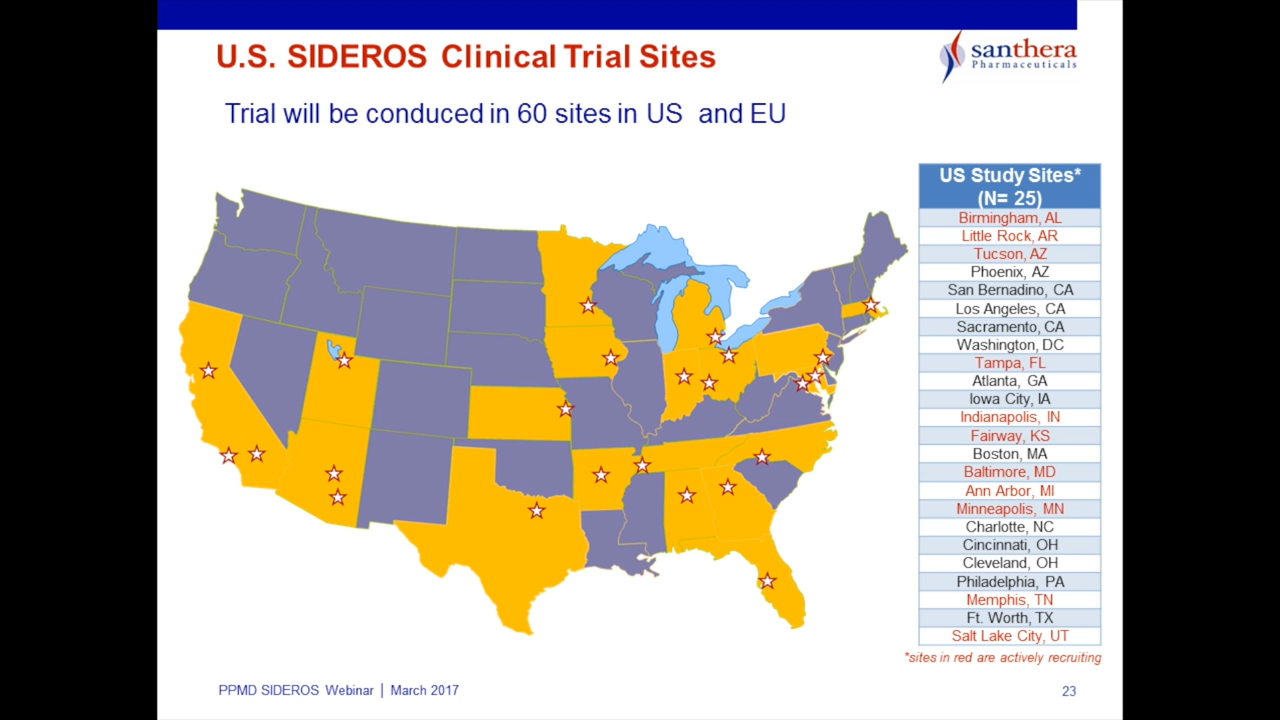 U.S. SIDEROS Clinical Trial Sites
santhera
Pharmaceuticals
Trial will be conduced in 60 sites in US and EU
US Study Sites*
(N= 25)
Birmingham, AL
Little Rock, AR
Tucson, AZ
Phoenix, AZ
San Bernadino, CA
Los Angeles, CA
Sacramento, CA
Washington, DC
Tampa, FL
Atlanta, GA
Iowa City, IA
Indianapolis, IN
Fairway, KS
Boston, MA
Baltimore, MD
Ann Arbor, MI
Minneapolis, MN
Charlotte, NC
Cincinnati, OH
Cleveland, OH
Philadelphia, PA
Memphis, TN
Ft. Worth, TX
Salt Lake City, UT
*sites in red are actively recruiting
PPMD SIDEROS Webinar | March 2017
23